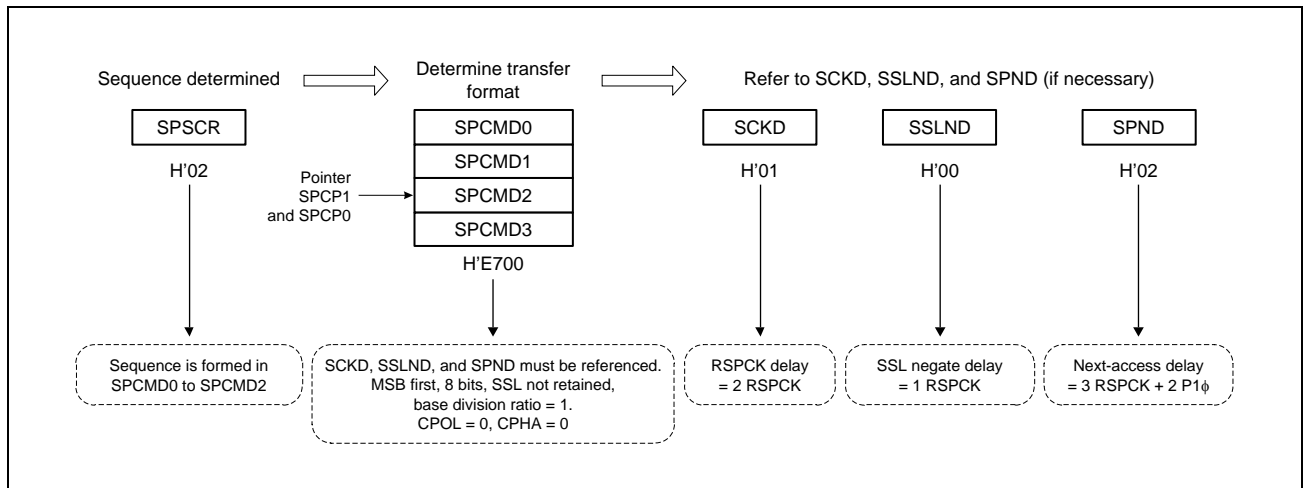 Sequence determined
Determine transfer
format
Refer to SCKD, SSLND, and SPND (if necessary)
SPSCR
H'02
Pointer
SPCP1
and SPCP0
SPCMD0
SPCMD1
SPCMD2
SPCMD3
H'E700
SCKD
H'01
SSLND
H'00
SPND
H'02
Sequence is formed in
SPCMD0 to SPCMD2
SCKD, SSLND, and SPND must be referenced.
MSB first, 8 bits, SSL not retained,
base division ratio = 1.
CPOL = 0, CPHA = 0
RSPCK delay
= 2 RSPCK
SSL negate delay
= 1 RSPCK
Next-access delay
= 3 RSPCK + 2 P1ϕ